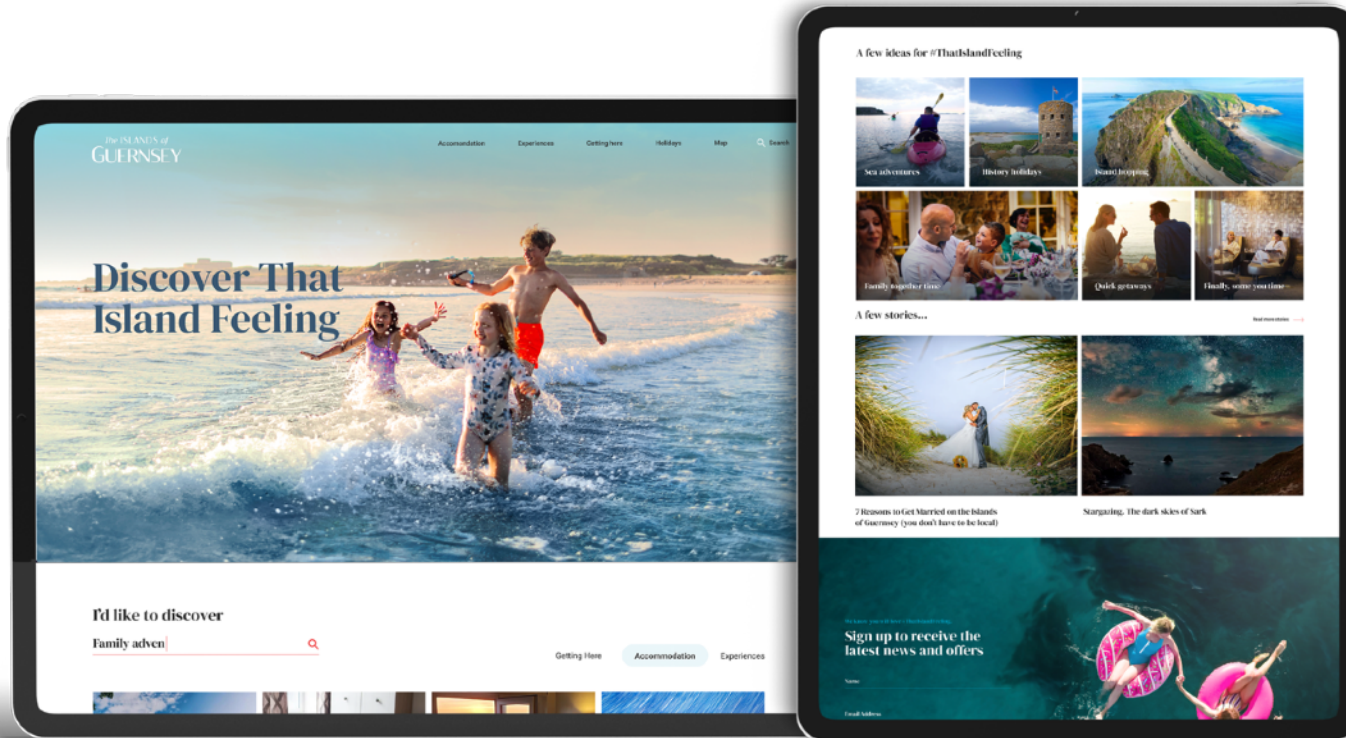 the ISLANDS of
GUERNSEY
Accomendation
Experiences
Getting here
Holidays
Map
Search
Discover That
Island Feeling
I'd like to discover
Family adven
Getting Here
Accommodation
Experiences
A few ideas for #ThatIslandFeeling
Sea adventures
History holidays
Island hopping
Family together time
Quick getaways
Finally, some you time–
A few stories...
Read more stories
7 Reasons to Get Married on the Islands
of Guernsey (you don't have to be local)
Stargazing, The dark skies of Sark
Sign up to receive the
latest news and offers
Name
Email Address